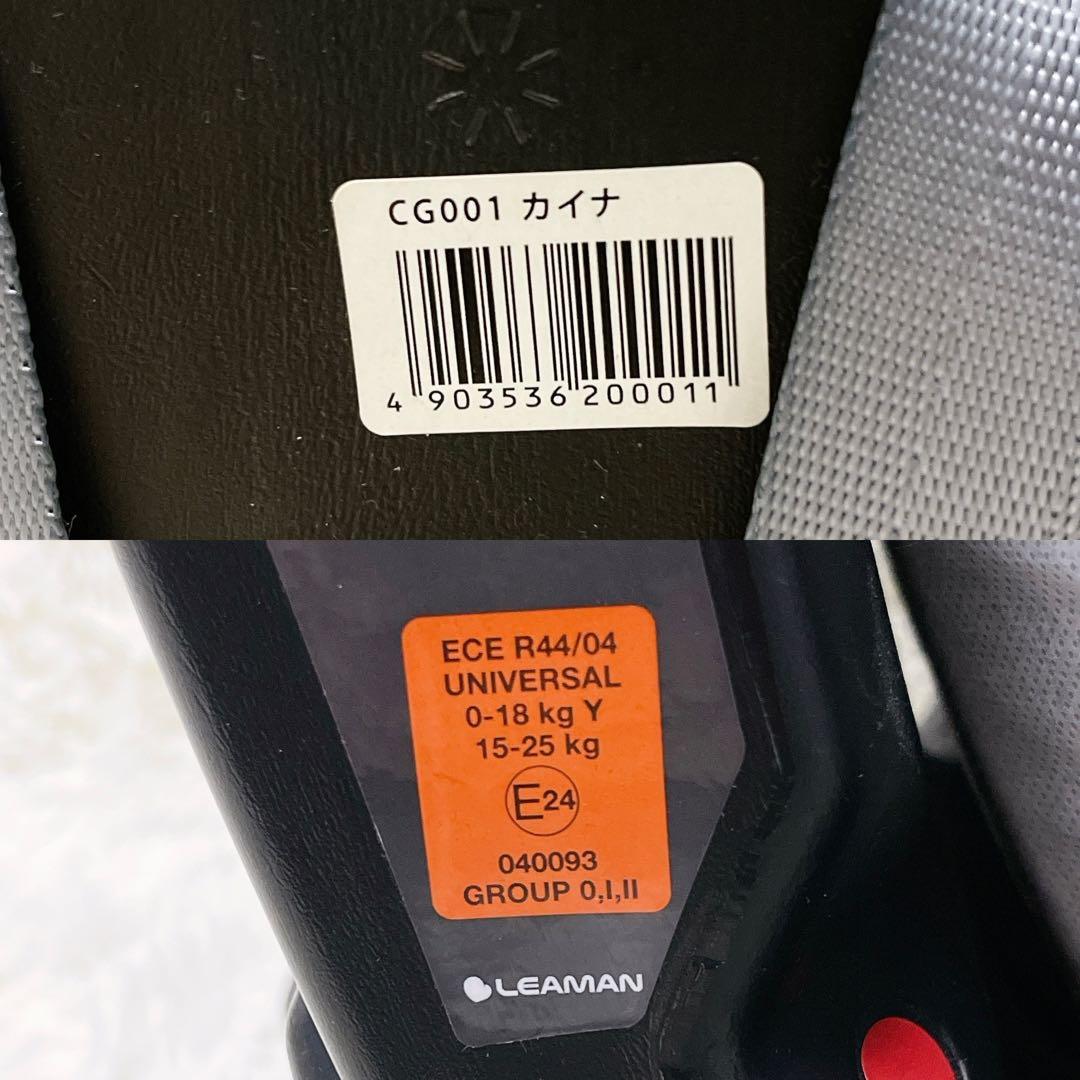 CG001 カイナ
4 903536 200011
ECE R44/04
UNIVERSAL
0-18 kg Y
15-25 kg
E24
040093
GROUP 0,I,II
LEAMAN